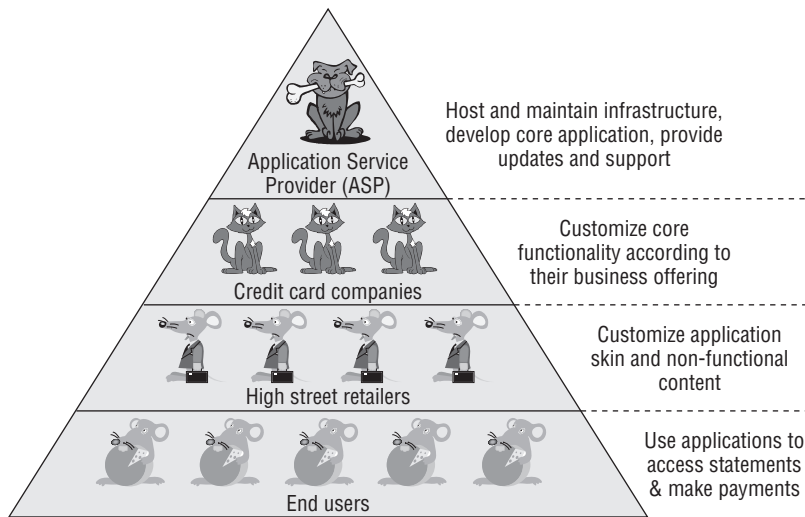 Host and maintain infrastructure,
develop core application, provide
updates and support
Application Service
Provider (ASP)
Customize core
functionality according to
their business offering
Credit card companies
Customize application
skin and non-functional
content
High street retailers
Use applications to
access statements
& make payments
End users